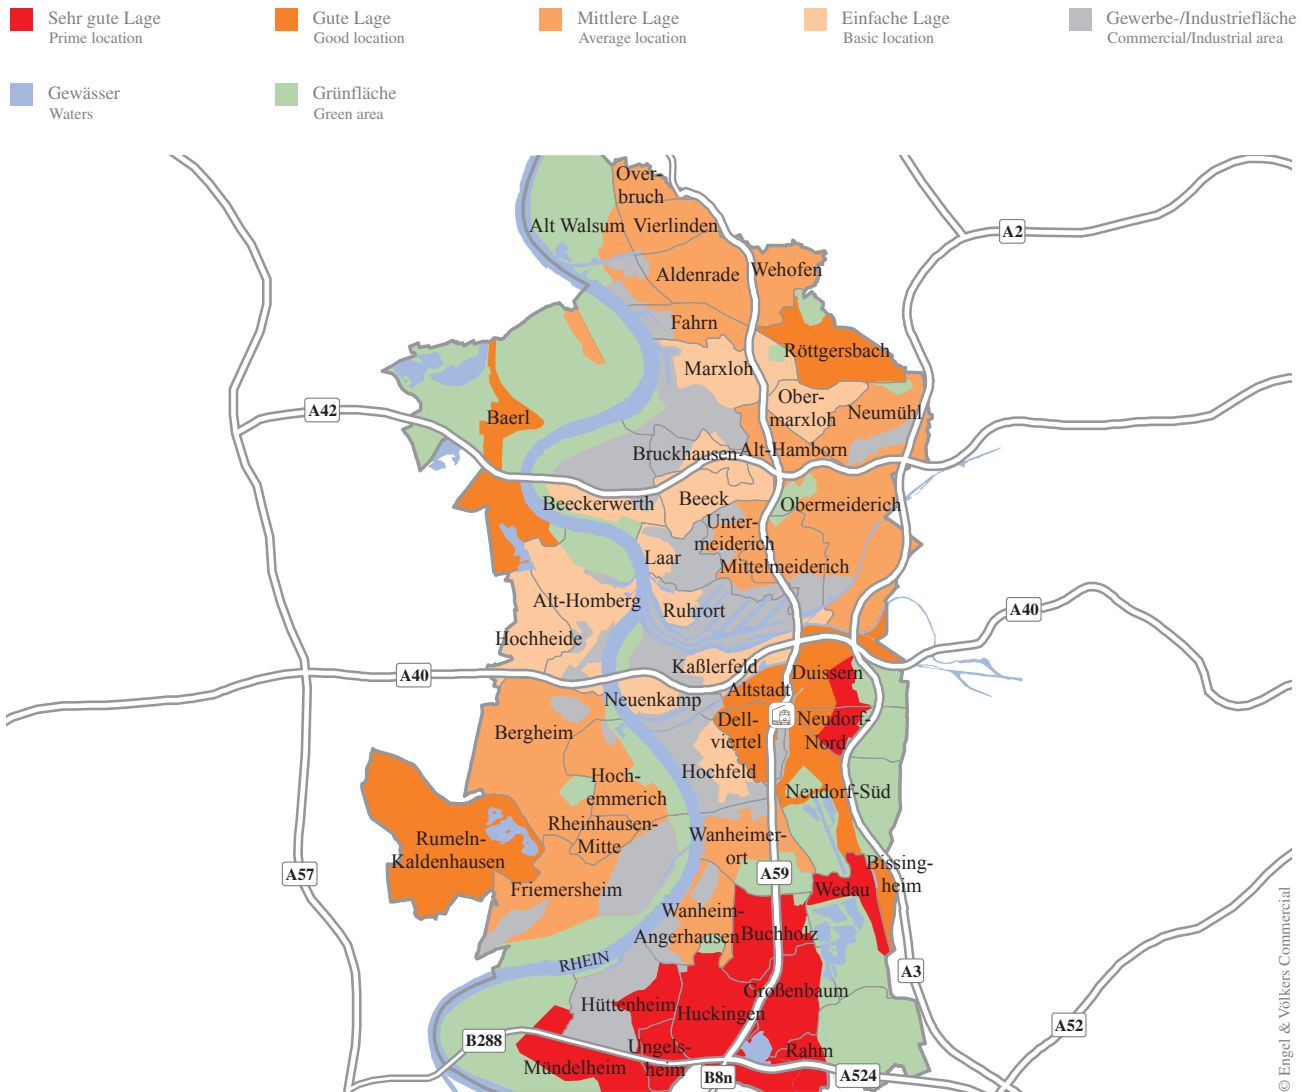 Sehr gute Lage
Prime location
Gute Lage
Good location
Mittlere Lage
Average location
Einfache Lage
Basic location
Gewerbe-/Industriefläche
Commercial/Industrial area
Gewässer
Waters
Grünfläche
Green area
Over-
bruch
Alt Walsum
Vierlinden
A2
Aldenrade
Wehofen
Fahrn
Röttgersbach
Marxloh
Ober-
marxloh
Neumühl
A42
Baerl
Bruckhausen
Alt-Hamborn
Beeckerwerth
Beeck
Obermeiderich
Unter-
meiderich
Laar
Mittelmeiderich
Alt-Homberg
Ruhrort
A40
Hochheide
A40
Kaßlerfeld
Duissern
Altstadt
Neuenkamp
Dell-
viertel
Neudorf-
Nord
Bergheim
Hochfeld
Hoch-
emmerich
Neudorf-Süd
Rheinhausen-
Mitte
Wanheimer-
ort
Rumeln-
Kaldenhausen
A57
A59
Bissing-
heim
Friemersheim
Wedau
Wanheim-
Angerhausen
Buchholz
RHEIN
A3
Großenbaum
Hüttenheim
Huckingen
A52
B288
Ungels-
heim
Rahm
Mündelheim
B8n
A524
© Engel & Völkers Commercial